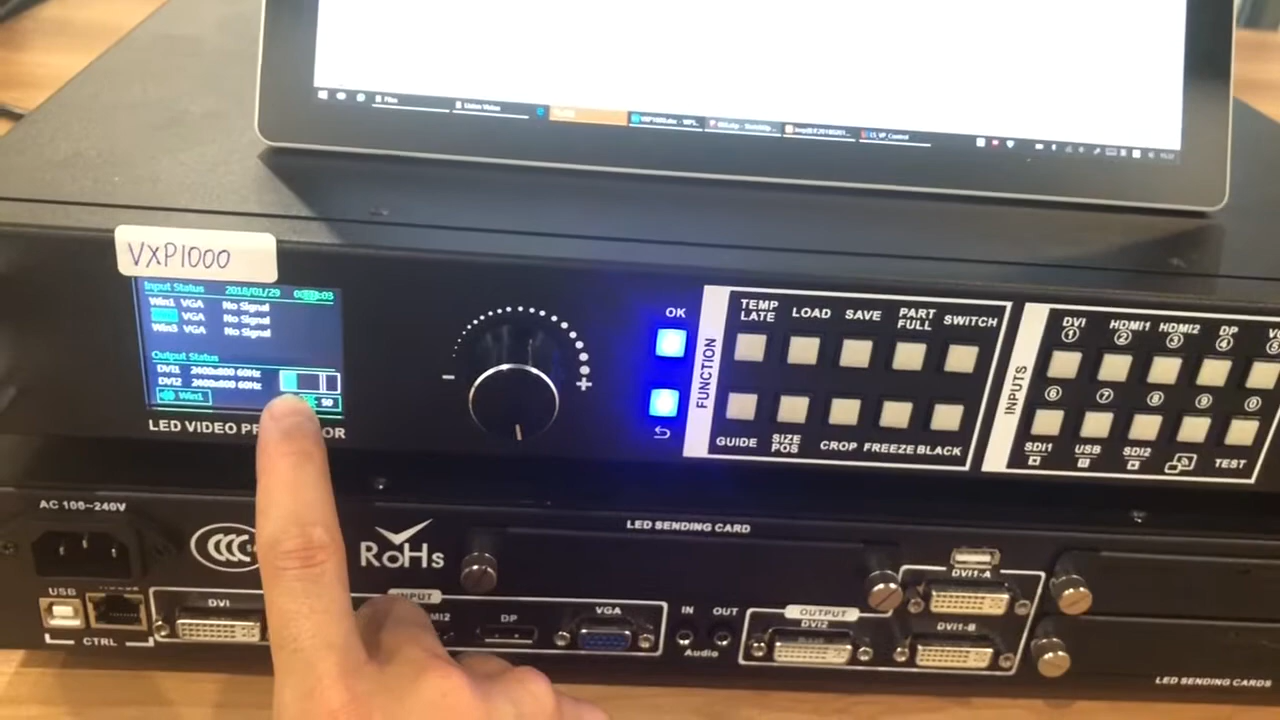 Files
VXP1000
Input Status 2018/01/29
Win1 VGA No Signal
VGA No Signal
Win3 VGA No Signal
Output Status
DVI1 2400x800 60Hz
DVI2 2400x800 60Hz
Win1
50
LED VIDEO
OK
FUNCTION
TEMP LATE
LOAD
SAVE
PART FULL
SWITCH
GUIDE
SIZE POS
CROP
FREEZE
BLACK
INPUTS
DVI
HDMI1
HDMI2
DP
1
2
3
4
5
6
7
8
9
0
SDI1
USB
SDI2
TEST
AC 100~240V
CCC
RoHs
LED SENDING CARD
USB
CTRL
DVI
INPUT
DP
VGA
IN
OUT
Audio
OUTPUT
DVI2
DVI1-A
DVI1-B
LED SENDING CARDS